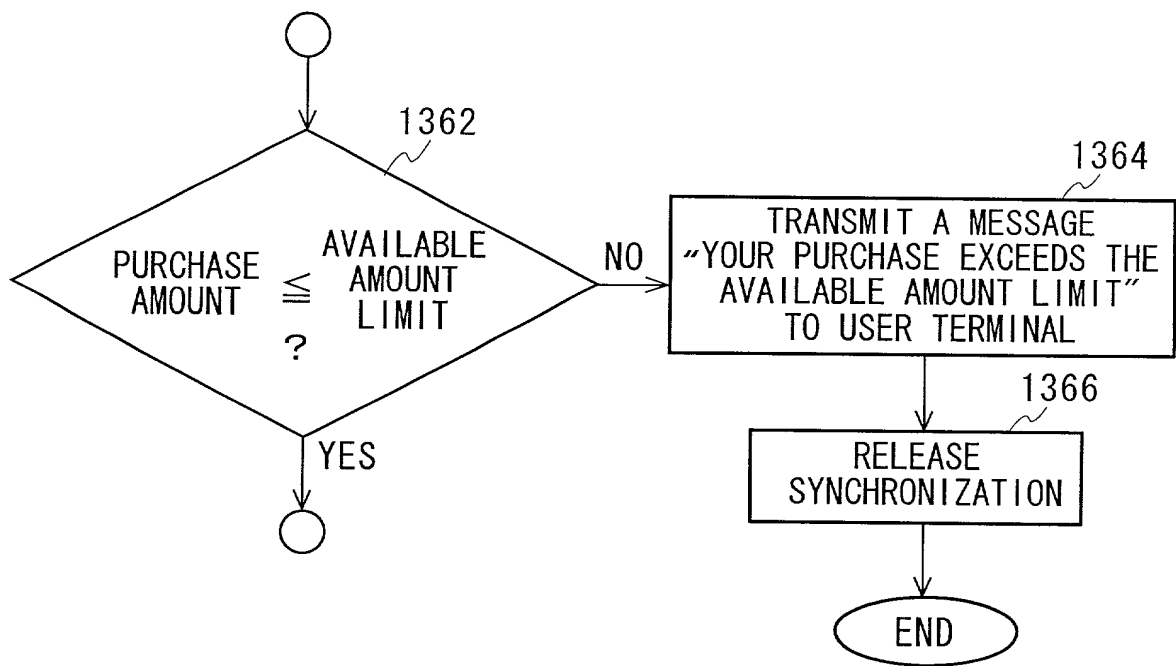 1362
PURCHASE
AMOUNT
≦
AVAILABLE
AMOUNT
LIMIT
?
YES
NO
1364
TRANSMIT A MESSAGE
"YOUR PURCHASE EXCEEDS THE
AVAILABLE AMOUNT LIMIT"
TO USER TERMINAL
1366
RELEASE
SYNCHRONIZATION
END